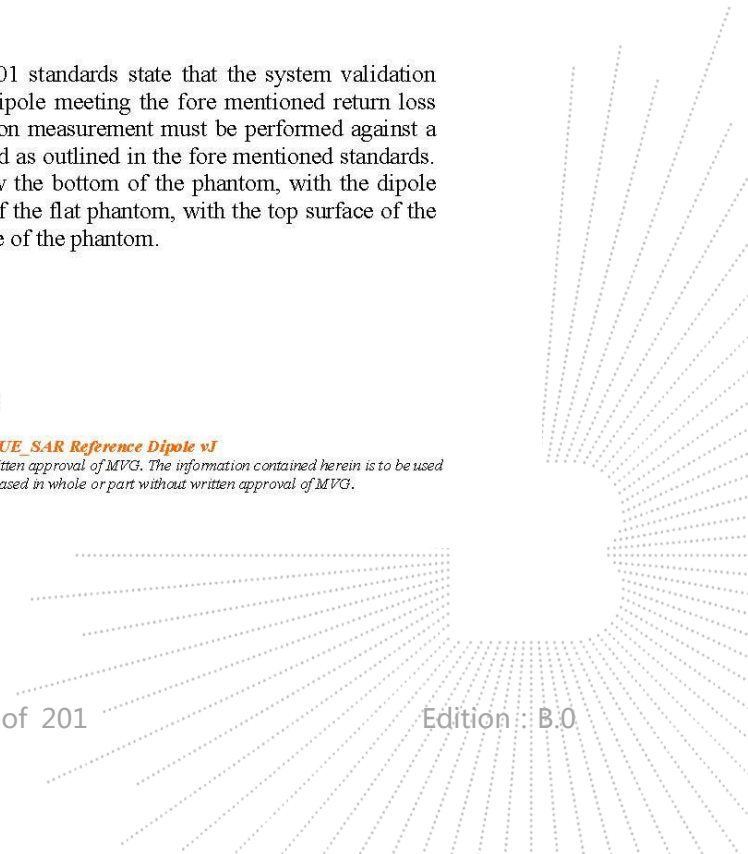 01 standards state that the system validation
ipole meeting the fore mentioned return loss
on measurement must be performed against a
d as outlined in the fore mentioned standards.
w the bottom of the phantom, with the dipole
f the flat phantom, with the top surface of the
e of the phantom.
UE_SAR Reference Dipole vJ
itten approval of MVG. The information contained herein is to be used
eased in whole or part without written approval of MVG.
of 201
Edition : B.0